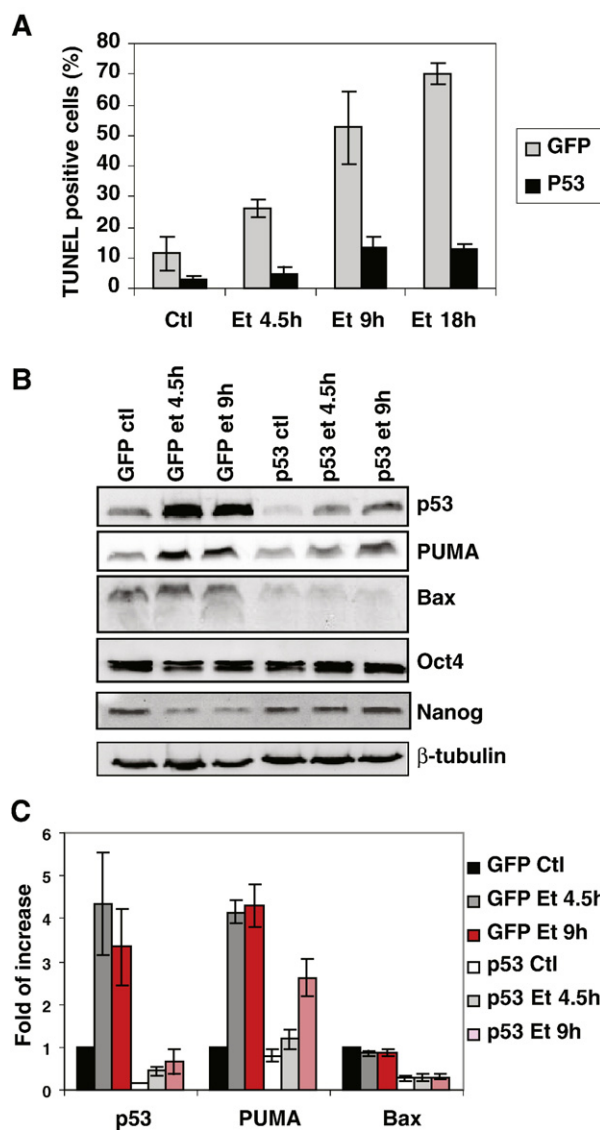 A
TUNEL positive cells (%)
80
70
60
50
40
30
20
10
0
Ctl Et 4.5h Et 9h Et 18h
GFP
P53
B
GFP ctl
GFP et 4.5h
GFP et 9h
p53 ctl
p53 et 4.5h
p53 et 9h
p53
PUMA
Bax
Oct4
Nanog
β-tubulin
C
Fold of increase
6
5
4
3
2
1
0
p53 PUMA Bax
GFP Ctl
GFP Et 4.5h
GFP Et 9h
p53 Ctl
p53 Et 4.5h
p53 Et 9h